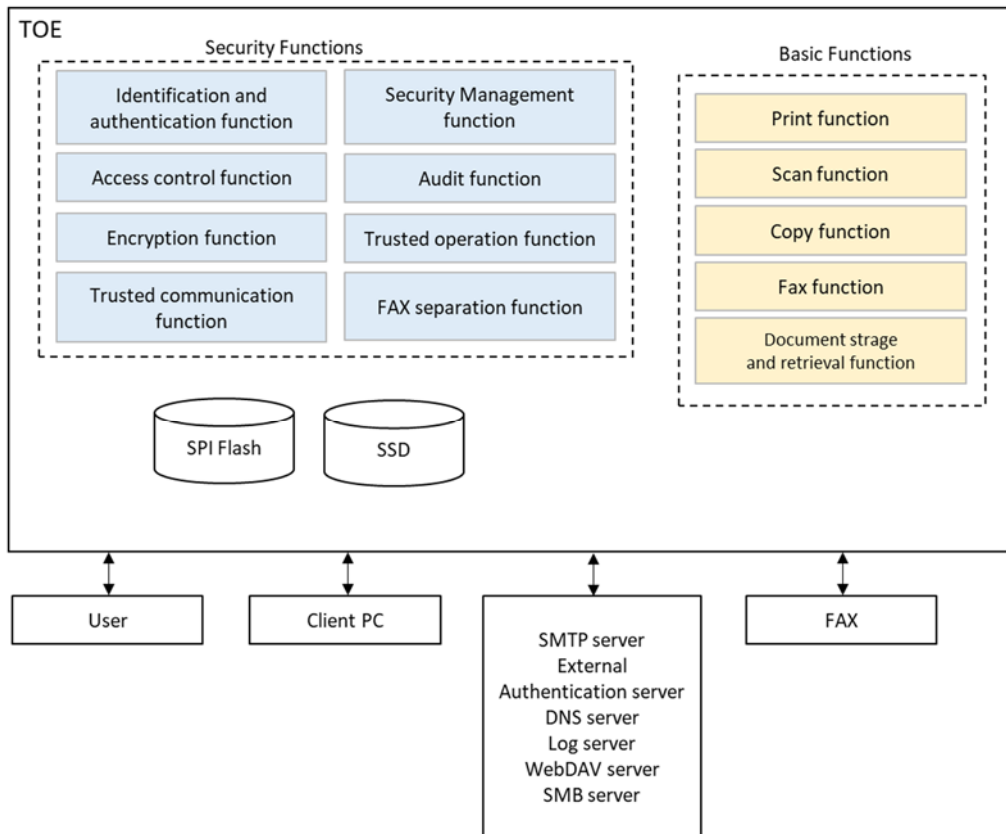 TOE
Security Functions
Identification and
authentication function
Security Management
function
Access control function
Audit function
Encryption function
Trusted operation function
Trusted communication
function
FAX separation function
Basic Functions
Print function
Scan function
Copy function
Fax function
Document strage
and retrieval function
SPI Flash
SSD
User
Client PC
SMTP server
External
Authentication server
DNS server
Log server
WebDAV server
SMB server
FAX